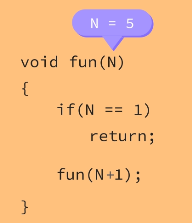 N = 5
void fun(N)
{
if(N == 1)
return;
fun(N+1);
}